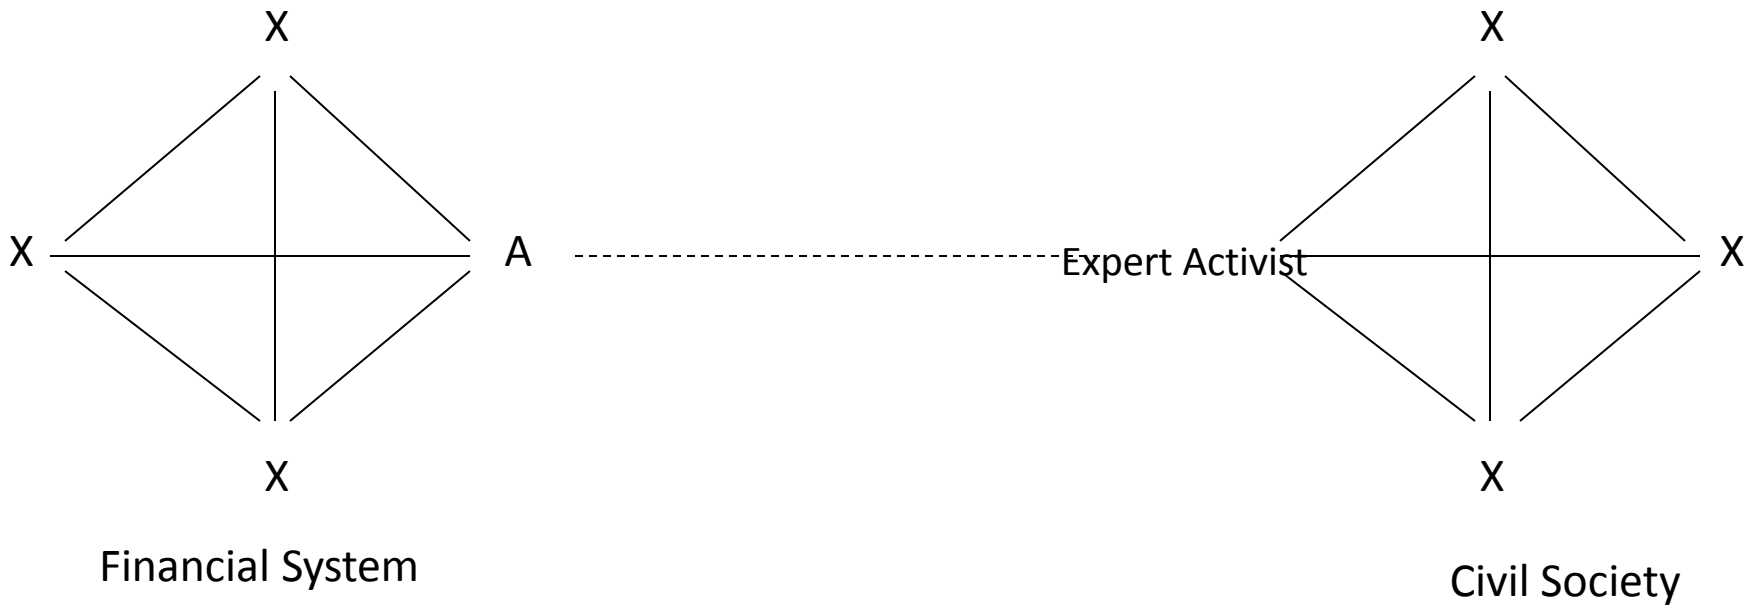 X
X
X
A
Expert Activist
X
X
X
Financial System
Civil Society